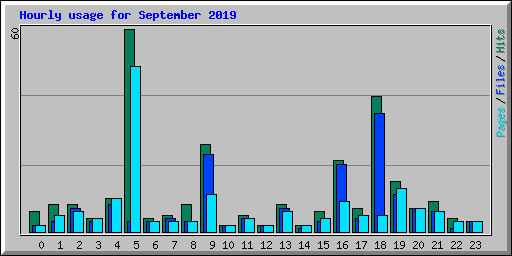 Hourly usage for September 2019
60
Pages/Files/Hits
0 1 2 3 4 5 6 7 8 9 10 11 12 13 14 15 16 17 18 19 20 21 22 23